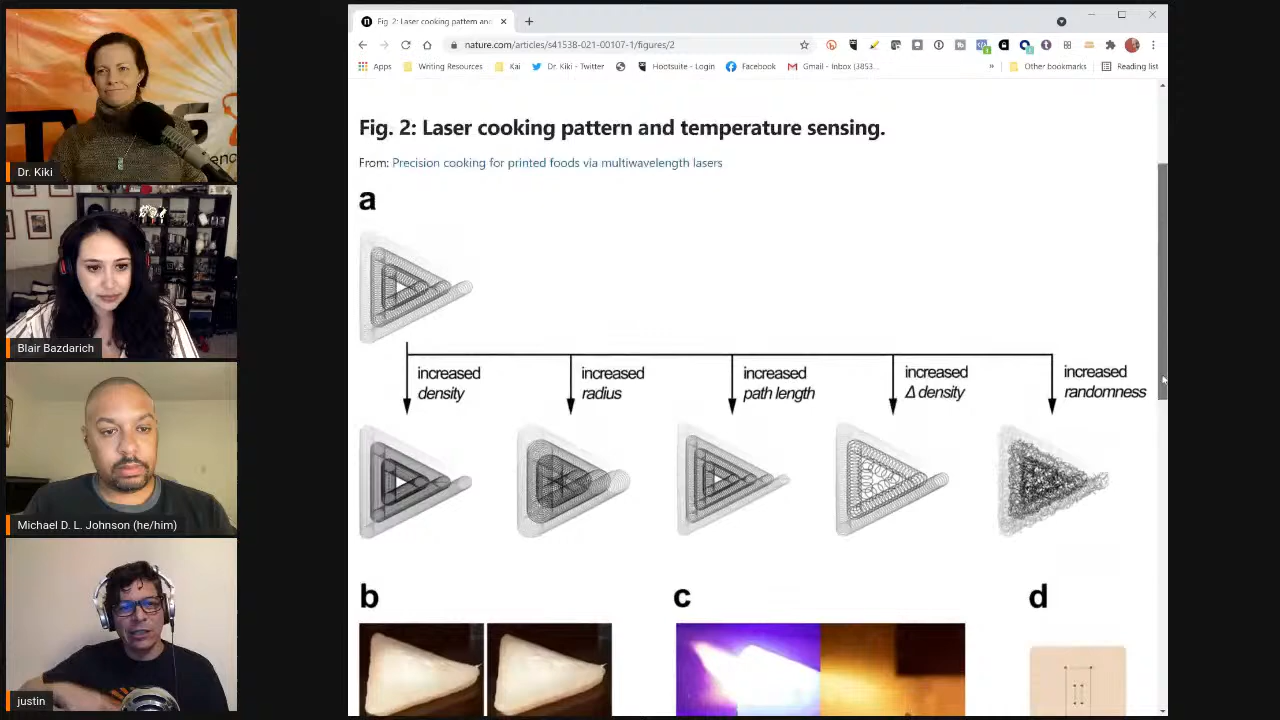 Fig. 2: Laser cooking pattern and
nature.com/articles/s41538-021-00107-1/figures/2
Apps Writing Resources Kai Dr. Kiki - Twitter Hootsuite - Login Facebook Gmail - Inbox (3853... Other bookmarks Reading list
Fig. 2: Laser cooking pattern and temperature sensing.
From: Precision cooking for printed foods via multiwavelength lasers
a
increased
density
increased
radius
increased
path length
increased
Δ density
increased
randomness
b
c
d
Dr. Kiki
Blair Bazdarich
Michael D. L. Johnson (he/him)
justin